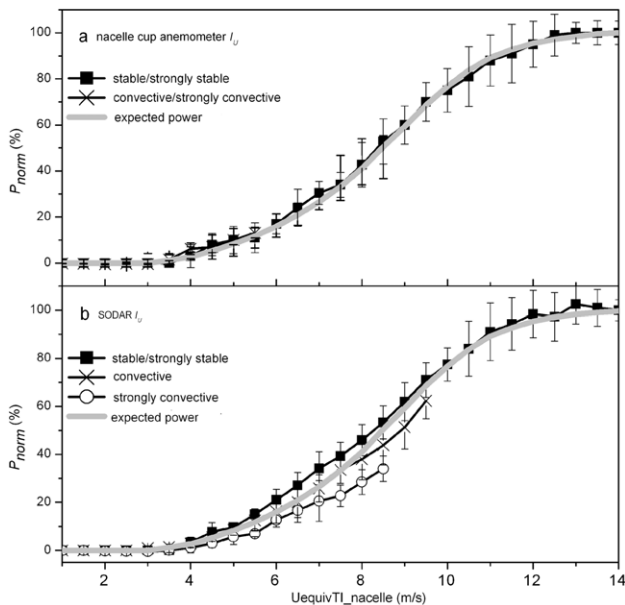 a nacelle cup anemometer I_U
stable/strongly stable
convective/strongly convective
expected power
P_norm (%)
100
80
60
40
20
0
b SODAR I_U
stable/strongly stable
convective
strongly convective
expected power
P_norm (%)
100
80
60
40
20
0
2 4 6 8 10 12 14
UequivTI_nacelle (m/s)